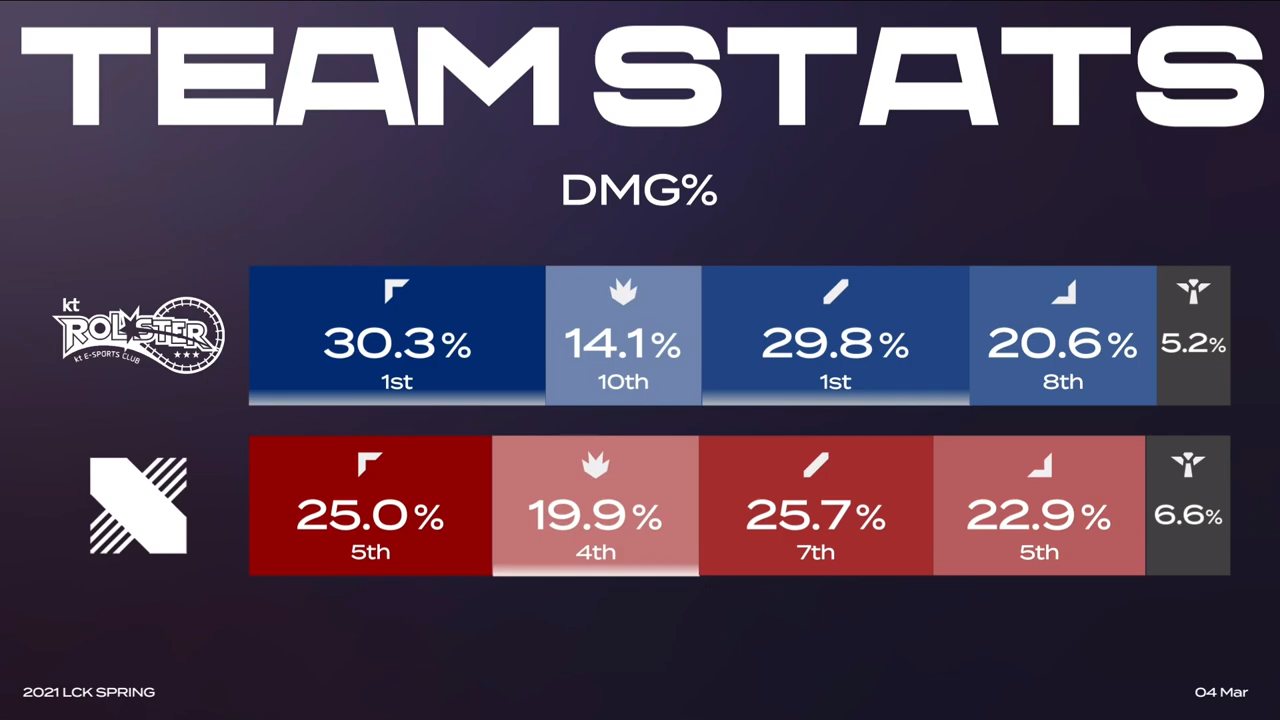 TEAM STATS
DMG%
kt
ROLSTER
kt E-SPORTS CLUB
30.3% 14.1% 29.8% 20.6% 5.2%
1st 10th 1st 8th
25.0% 19.9% 25.7% 22.9% 6.6%
5th 4th 7th 5th
2021 LCK SPRING
04 Mar